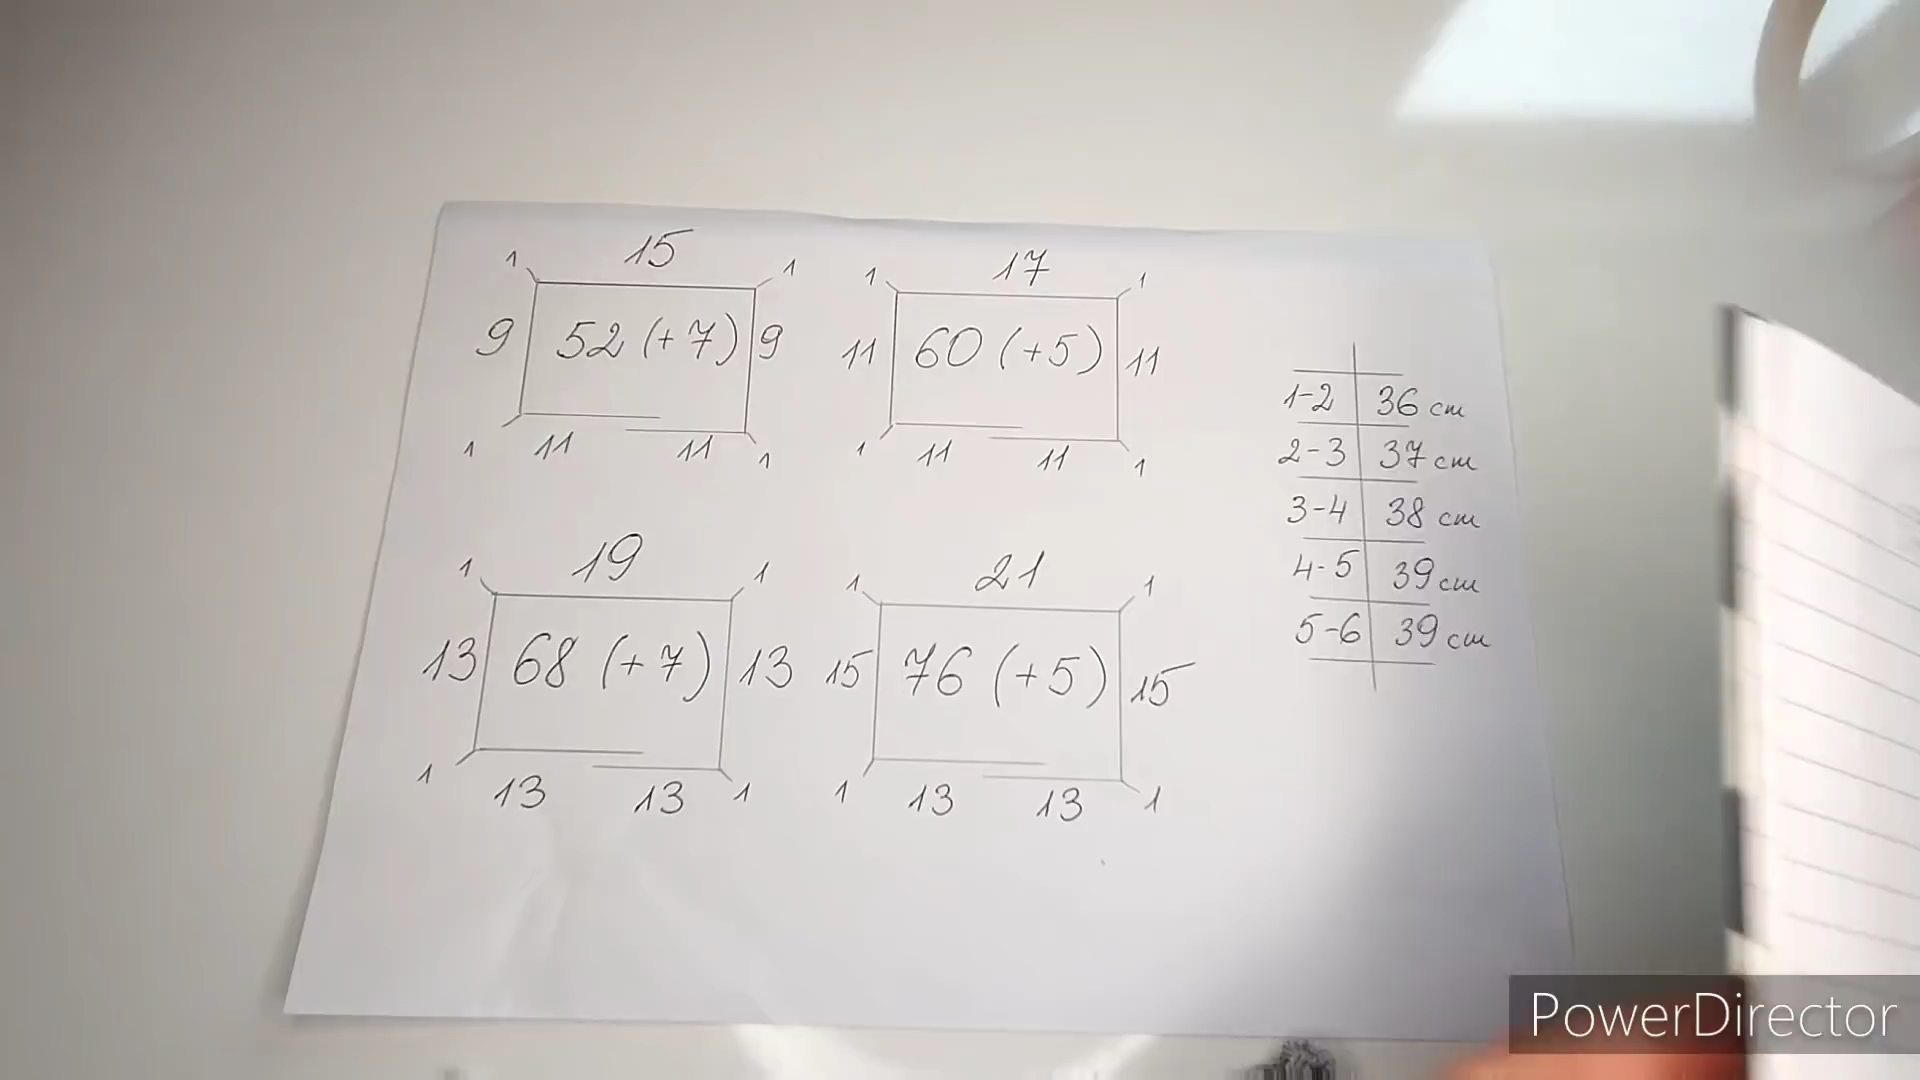 1 15 1
9 52 (+7) 9
1 11 11 1
1 17 1
11 60 (+5) 11
1 11 11 1
1 19 1
13 68 (+7) 13
1 13 13 1
1 21 1
15 76 (+5) 15
1 13 13 1
1-2 36 cm
2-3 37 cm
3-4 38 cm
4-5 39 cm
5-6 39 cm
PowerDirector